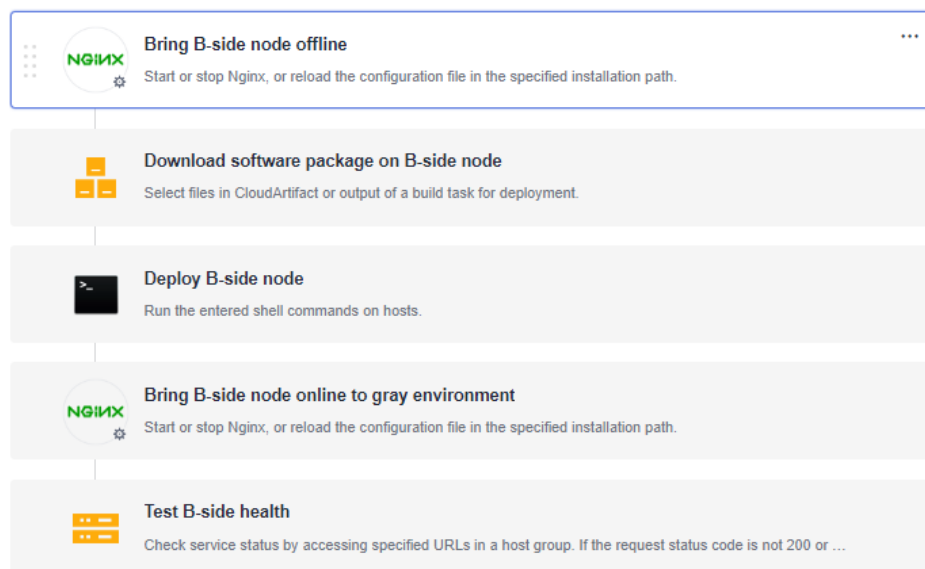 Bring B-side node offline
...
NGINX
Start or stop Nginx, or reload the configuration file in the specified installation path.
Download software package on B-side node
Select files in CloudArtifact or output of a build task for deployment.
>_
Deploy B-side node
Run the entered shell commands on hosts.
Bring B-side node online to gray environment
NGINX
Start or stop Nginx, or reload the configuration file in the specified installation path.
Test B-side health
Check service status by accessing specified URLs in a host group. If the request status code is not 200 or ...